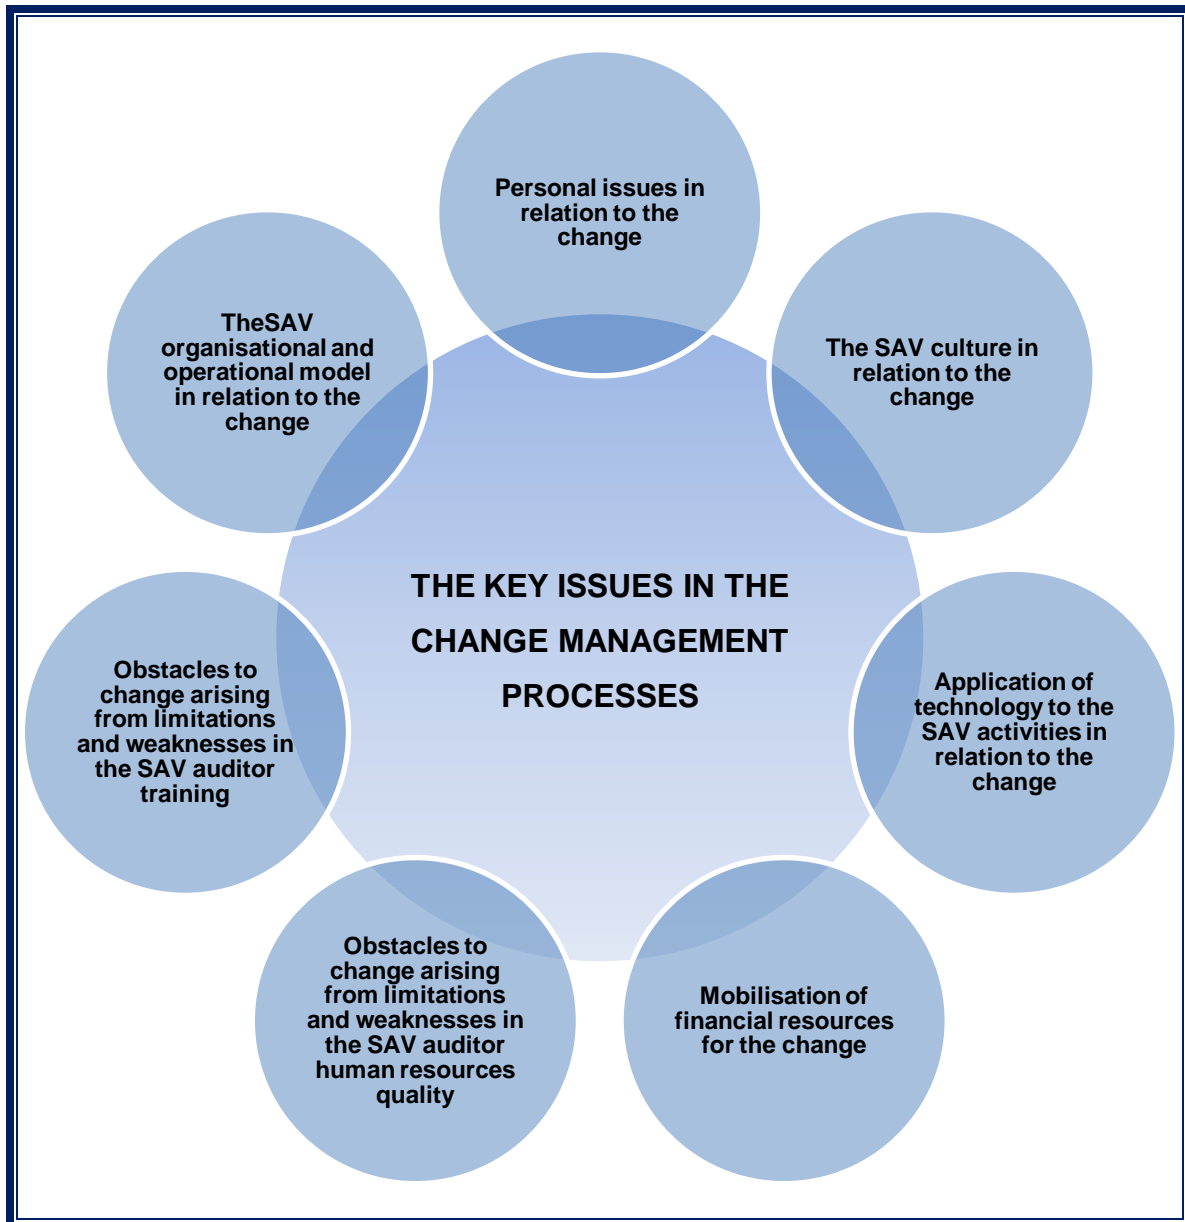 Personal issues in
relation to the
change
The SAV culture in
relation to the
change
Application of
technology to the
SAV activities in
relation to the
change
Mobilisation of
financial resources
for the change
Obstacles to
change arising
from limitations
and weaknesses in
the SAV auditor
human resources
quality
Obstacles to
change arising
from limitations
and weaknesses in
the SAV auditor
training
TheSAV
organisational and
operational model
in relation to the
change
THE KEY ISSUES IN THE
CHANGE MANAGEMENT
PROCESSES